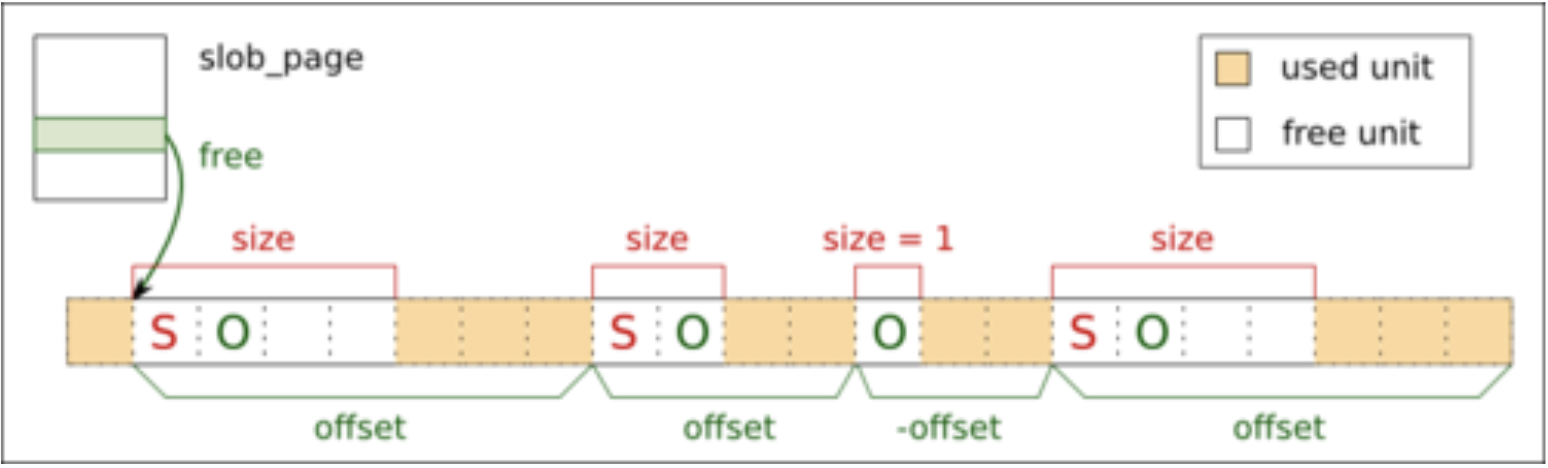 slob_page
used unit
free unit
free
size
size
size = 1
size
S O
S O
O
S O
offset
offset
-offset
offset